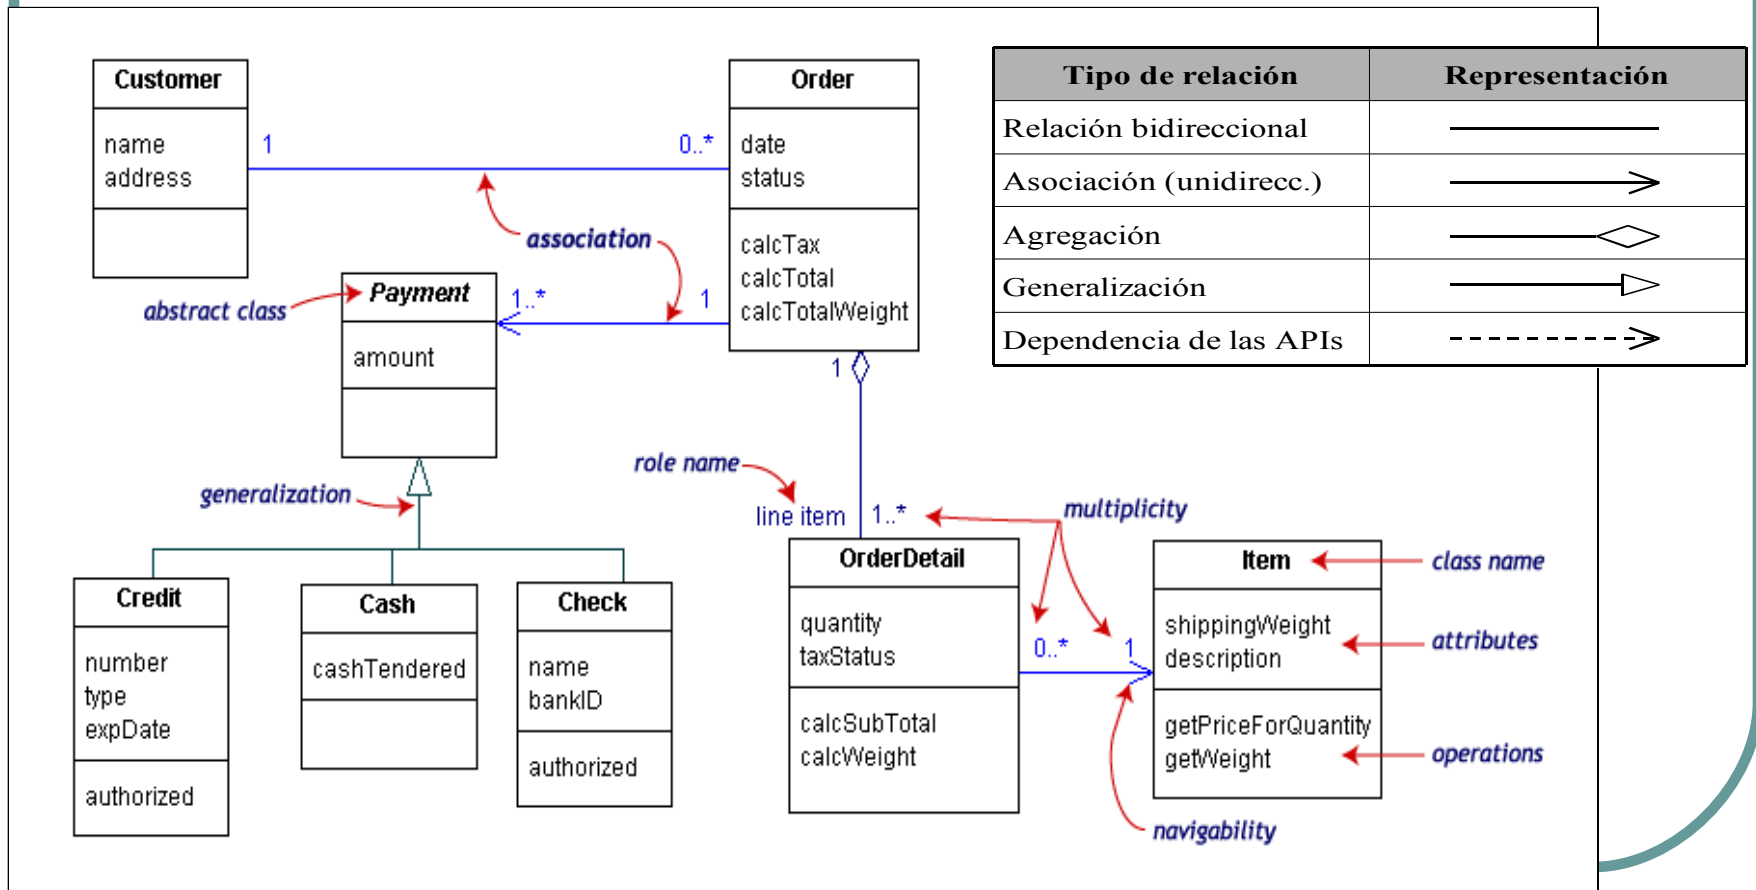 Customer
name
address
1
0..*
Order
date
status
calcTax
calcTotal
calcTotalWeight
association
abstract class
Payment
amount
1..*
1
generalization
Credit
number
type
expDate
authorized
Cash
cashTendered
Check
name
bankID
authorized
1
role name
line item
1..*
multiplicity
OrderDetail
quantity
taxStatus
calcSubTotal
calcWeight
0..*
1
navigability
Item
shippingWeight
description
getPriceForQuantity
getWeight
class name
attributes
operations
Tipo de relación Representación
Relación bidireccional
Asociación (unidirecc.)
Agregación
Generalización
Dependencia de las APIs